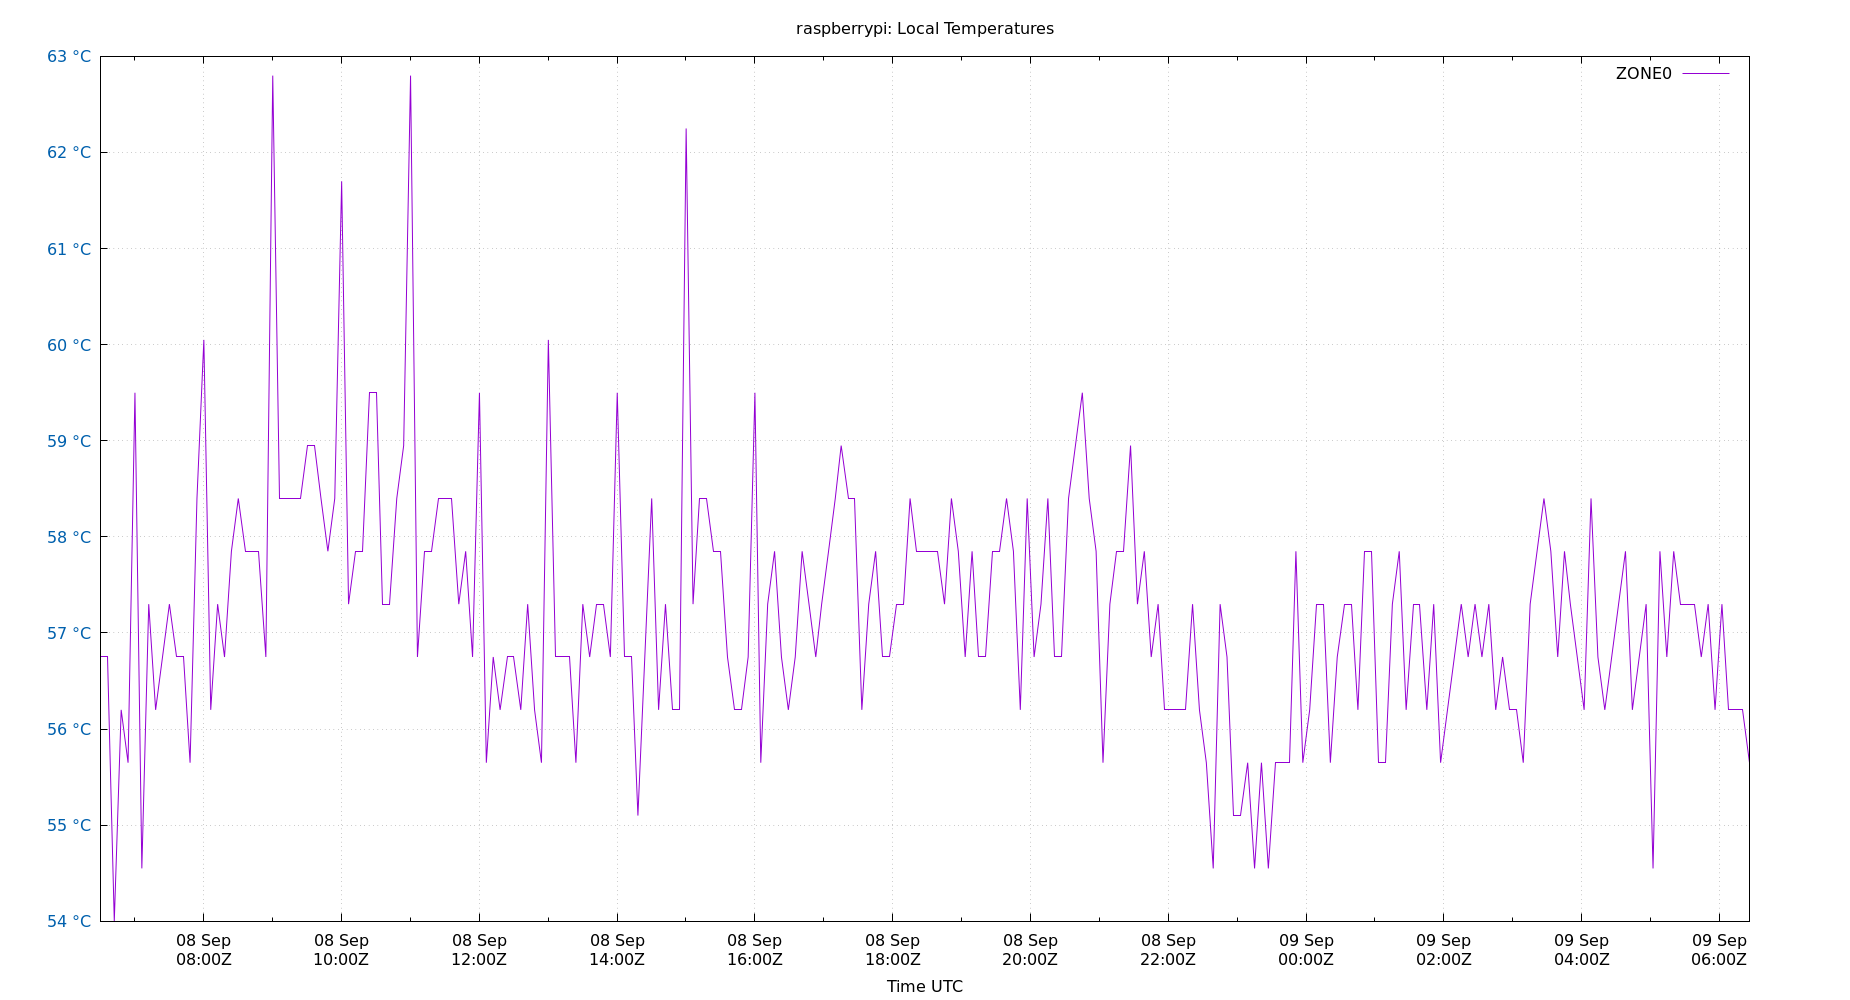 raspberrypi: Local Temperatures
63 °C
62 °C
61 °C
60 °C
59 °C
58 °C
57 °C
56 °C
55 °C
54 °C
ZONE0
08 Sep 08 Sep 08 Sep 08 Sep 08 Sep 08 Sep 08 Sep 08 Sep 09 Sep 09 Sep 09 Sep 09 Sep
08:00Z 10:00Z 12:00Z 14:00Z 16:00Z 18:00Z 20:00Z 22:00Z 00:00Z 02:00Z 04:00Z 06:00Z
Time UTC